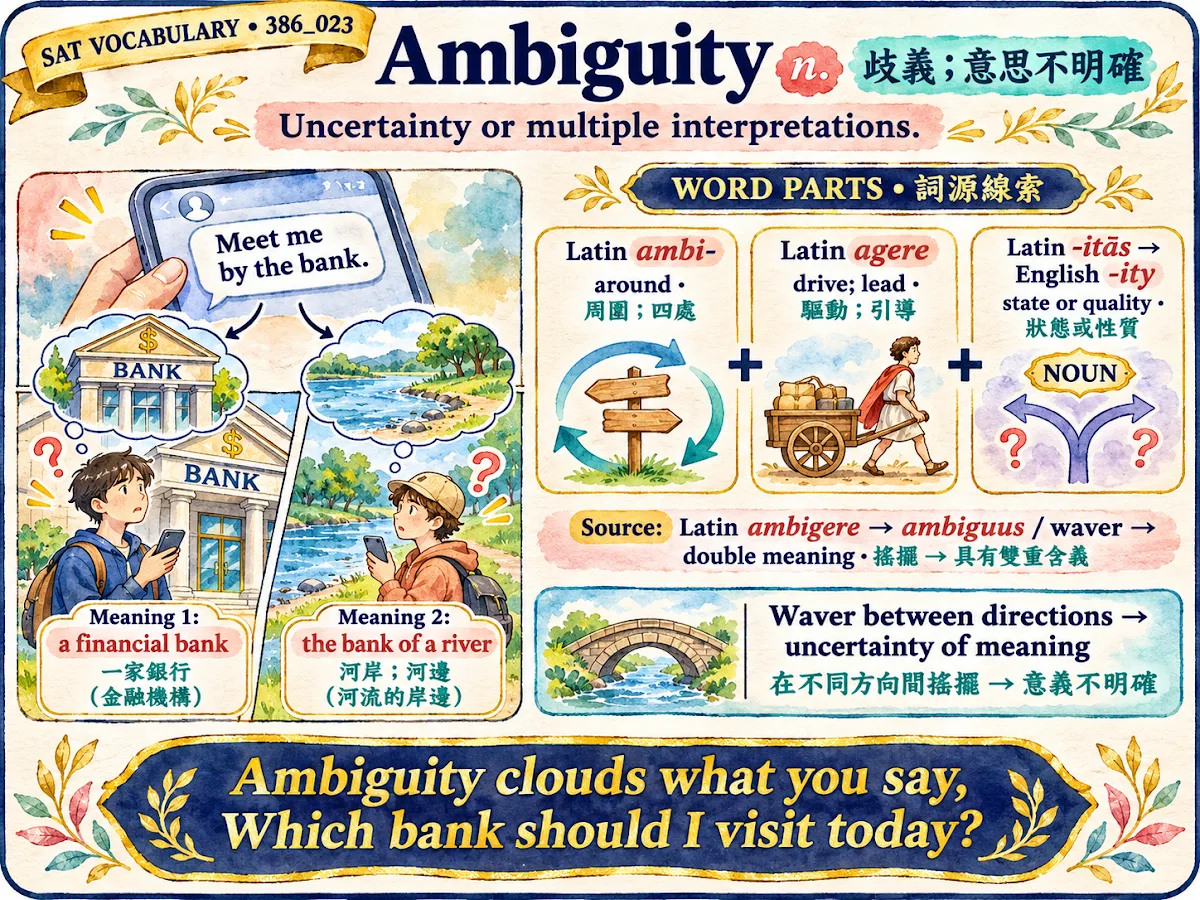 SAT VOCABULARY • 386_023
Ambiguity n. 歧義；意思不明確
Uncertainty or multiple interpretations.
Meet me
by the bank.
$
BANK
?
$
BANK
?
Meaning 1:
a financial bank
一家銀行
（金融機構）
Meaning 2:
the bank of a river
河岸；河邊
（河流的岸邊）
WORD PARTS • 詞源線索
Latin ambi-
around •
周圍；四處
+
Latin agere
drive; lead •
驅動；引導
+
Latin -itās →
English -ity
state or quality •
狀態或性質
NOUN
? ?
Source: Latin ambigere → ambiguus / waver →
double meaning • 搖擺 → 具有雙重含義
Waver between directions →
uncertainty of meaning
在不同方向間搖擺 → 意義不明確
Ambiguity clouds what you say,
Which bank should I visit today?